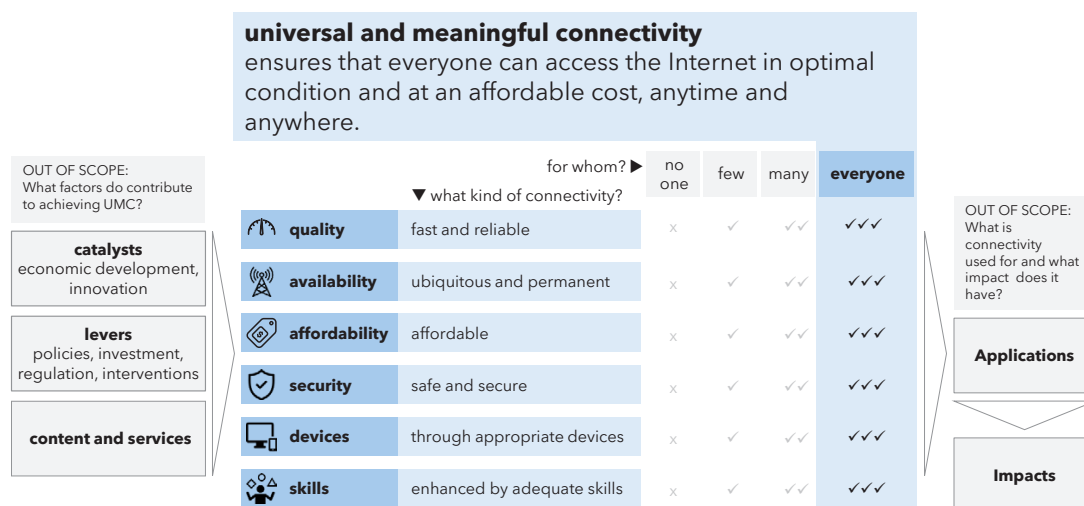 universal and meaningful connectivity
ensures that everyone can access the Internet in optimal
condition and at an affordable cost, anytime and
anywhere.
OUT OF SCOPE:
What factors do contribute
to achieving UMC?
catalysts
economic development,
innovation
levers
policies, investment,
regulation, interventions
content and services
for whom? ▶
no
one
few
many
everyone
▼ what kind of connectivity?
quality
fast and reliable
x
✓
✓✓
✓✓✓
availability
ubiquitous and permanent
x
✓
✓✓
✓✓✓
affordability
affordable
x
✓
✓✓
✓✓✓
security
safe and secure
x
✓
✓✓
✓✓✓
devices
through appropriate devices
x
✓
✓✓
✓✓✓
skills
enhanced by adequate skills
x
✓
✓✓
✓✓✓
OUT OF SCOPE:
What is
connectivity
used for and what
impact does it
have?
Applications
Impacts